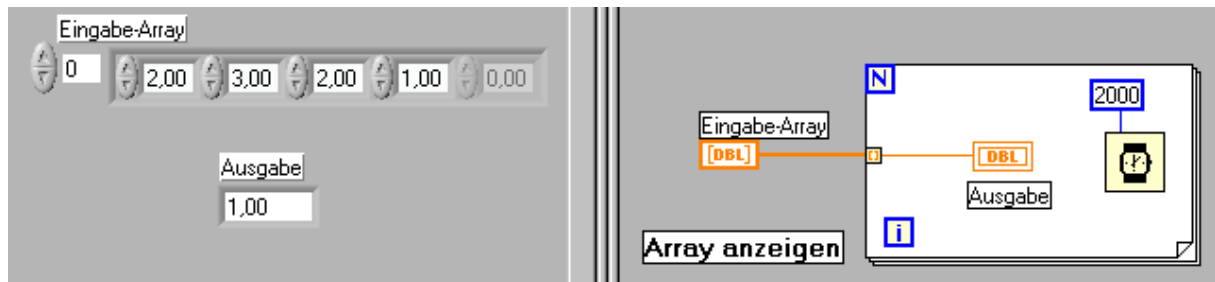 Eingabe-Array
0 2,00 3,00 2,00 1,00 0,00
Ausgabe
1,00
N
2000
Eingabe-Array
[DBL]
DBL
Ausgabe
i
Array anzeigen